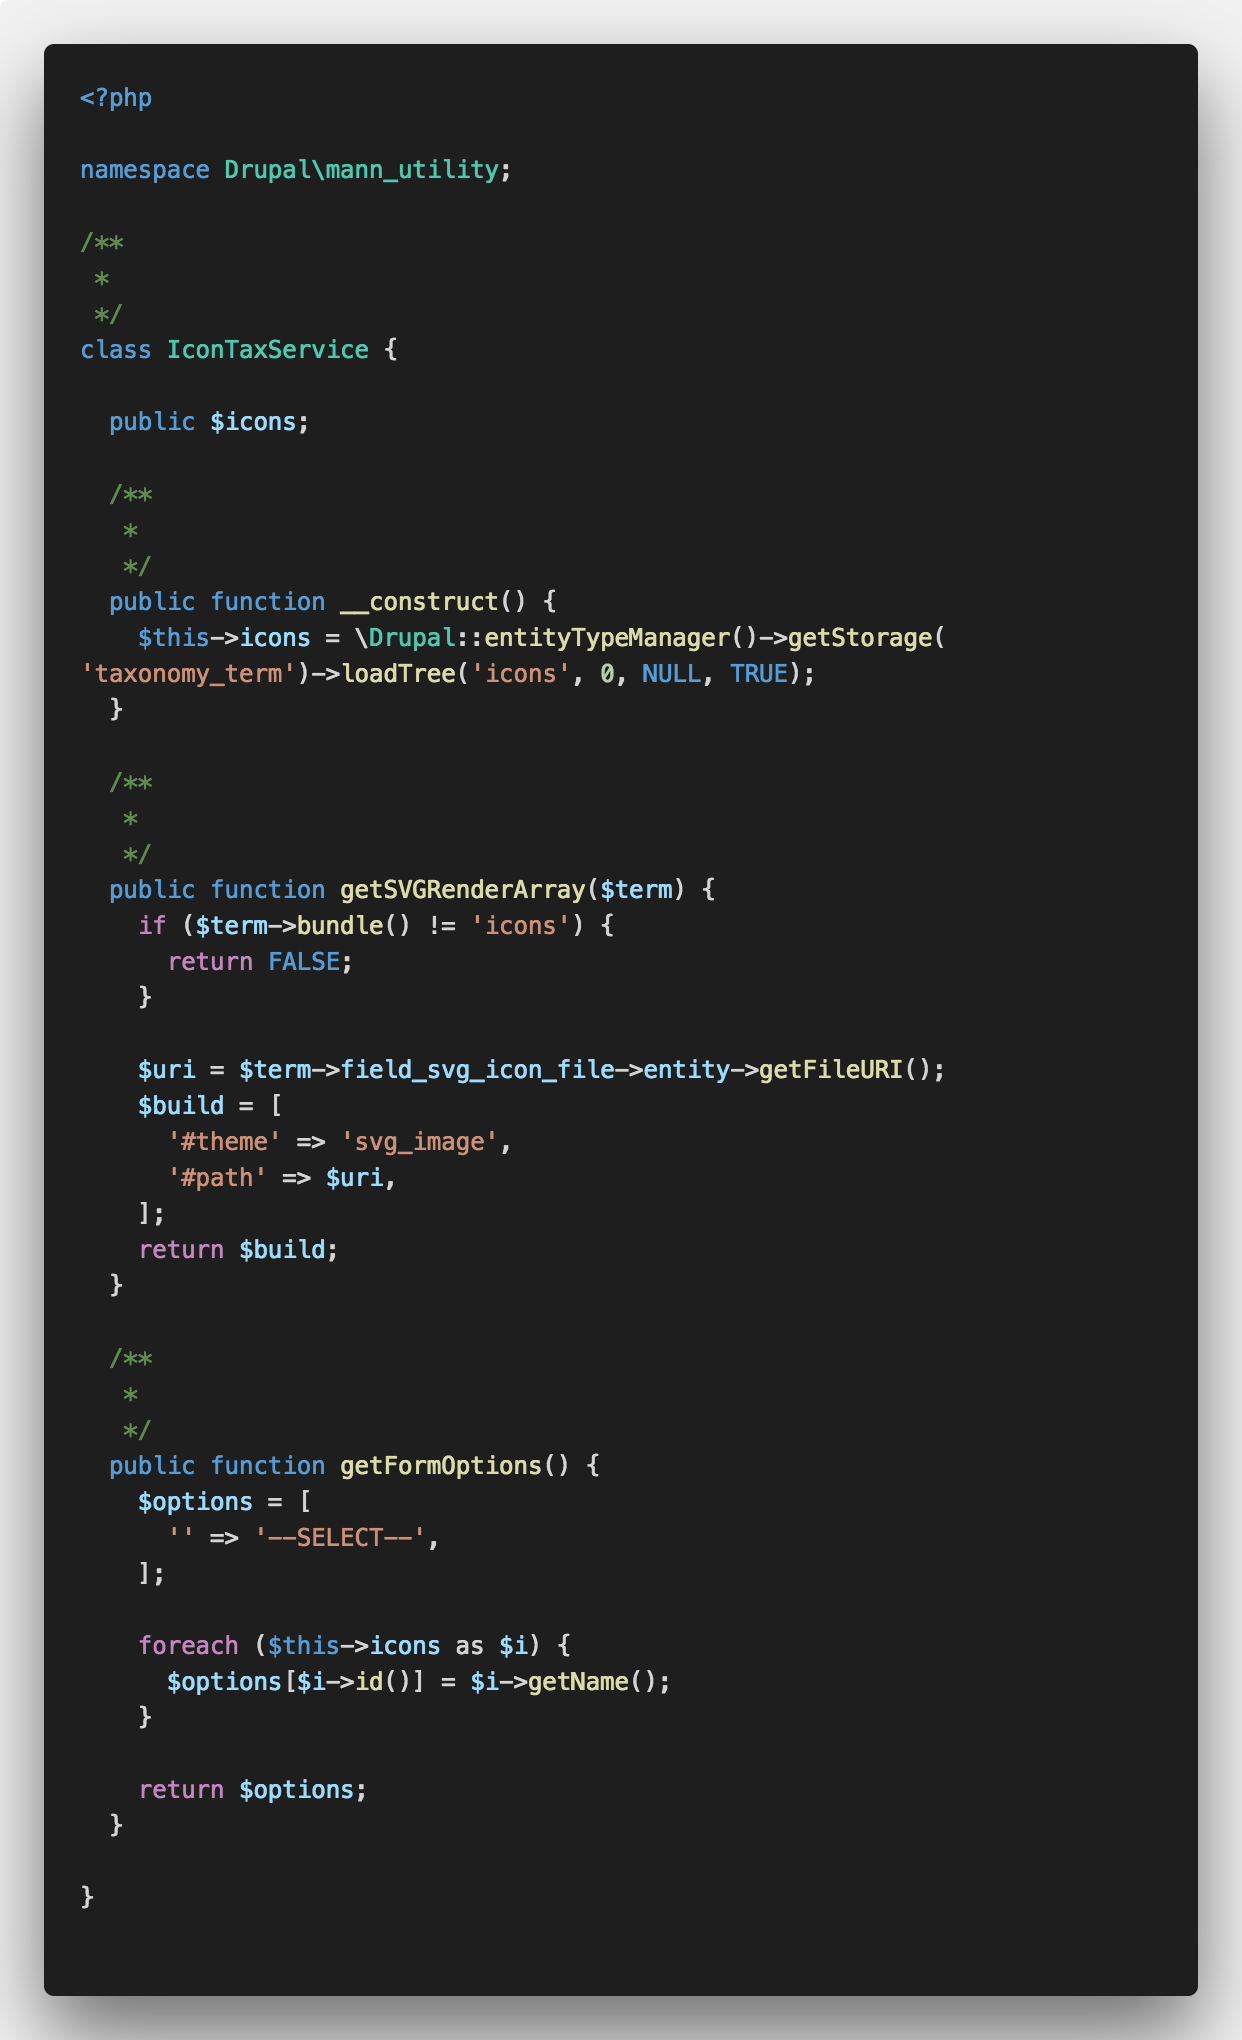 <?php

namespace Drupal\mann_utility;

/**
 *
 */
class IconTaxService {

  public $icons;

  /**
   *
   */
  public function __construct() {
    $this->icons = \Drupal::entityTypeManager()->getStorage(
'taxonomy_term')->loadTree('icons', 0, NULL, TRUE);
  }

  /**
   *
   */
  public function getSVGRenderArray($term) {
    if ($term->bundle() != 'icons') {
      return FALSE;
    }

    $uri = $term->field_svg_icon_file->entity->getFileURI();
    $build = [
      '#theme' => 'svg_image',
      '#path' => $uri,
    ];
    return $build;
  }

  /**
   *
   */
  public function getFormOptions() {
    $options = [
      '' => '--SELECT--',
    ];

    foreach ($this->icons as $i) {
      $options[$i->id()] = $i->getName();
    }

    return $options;
  }

}